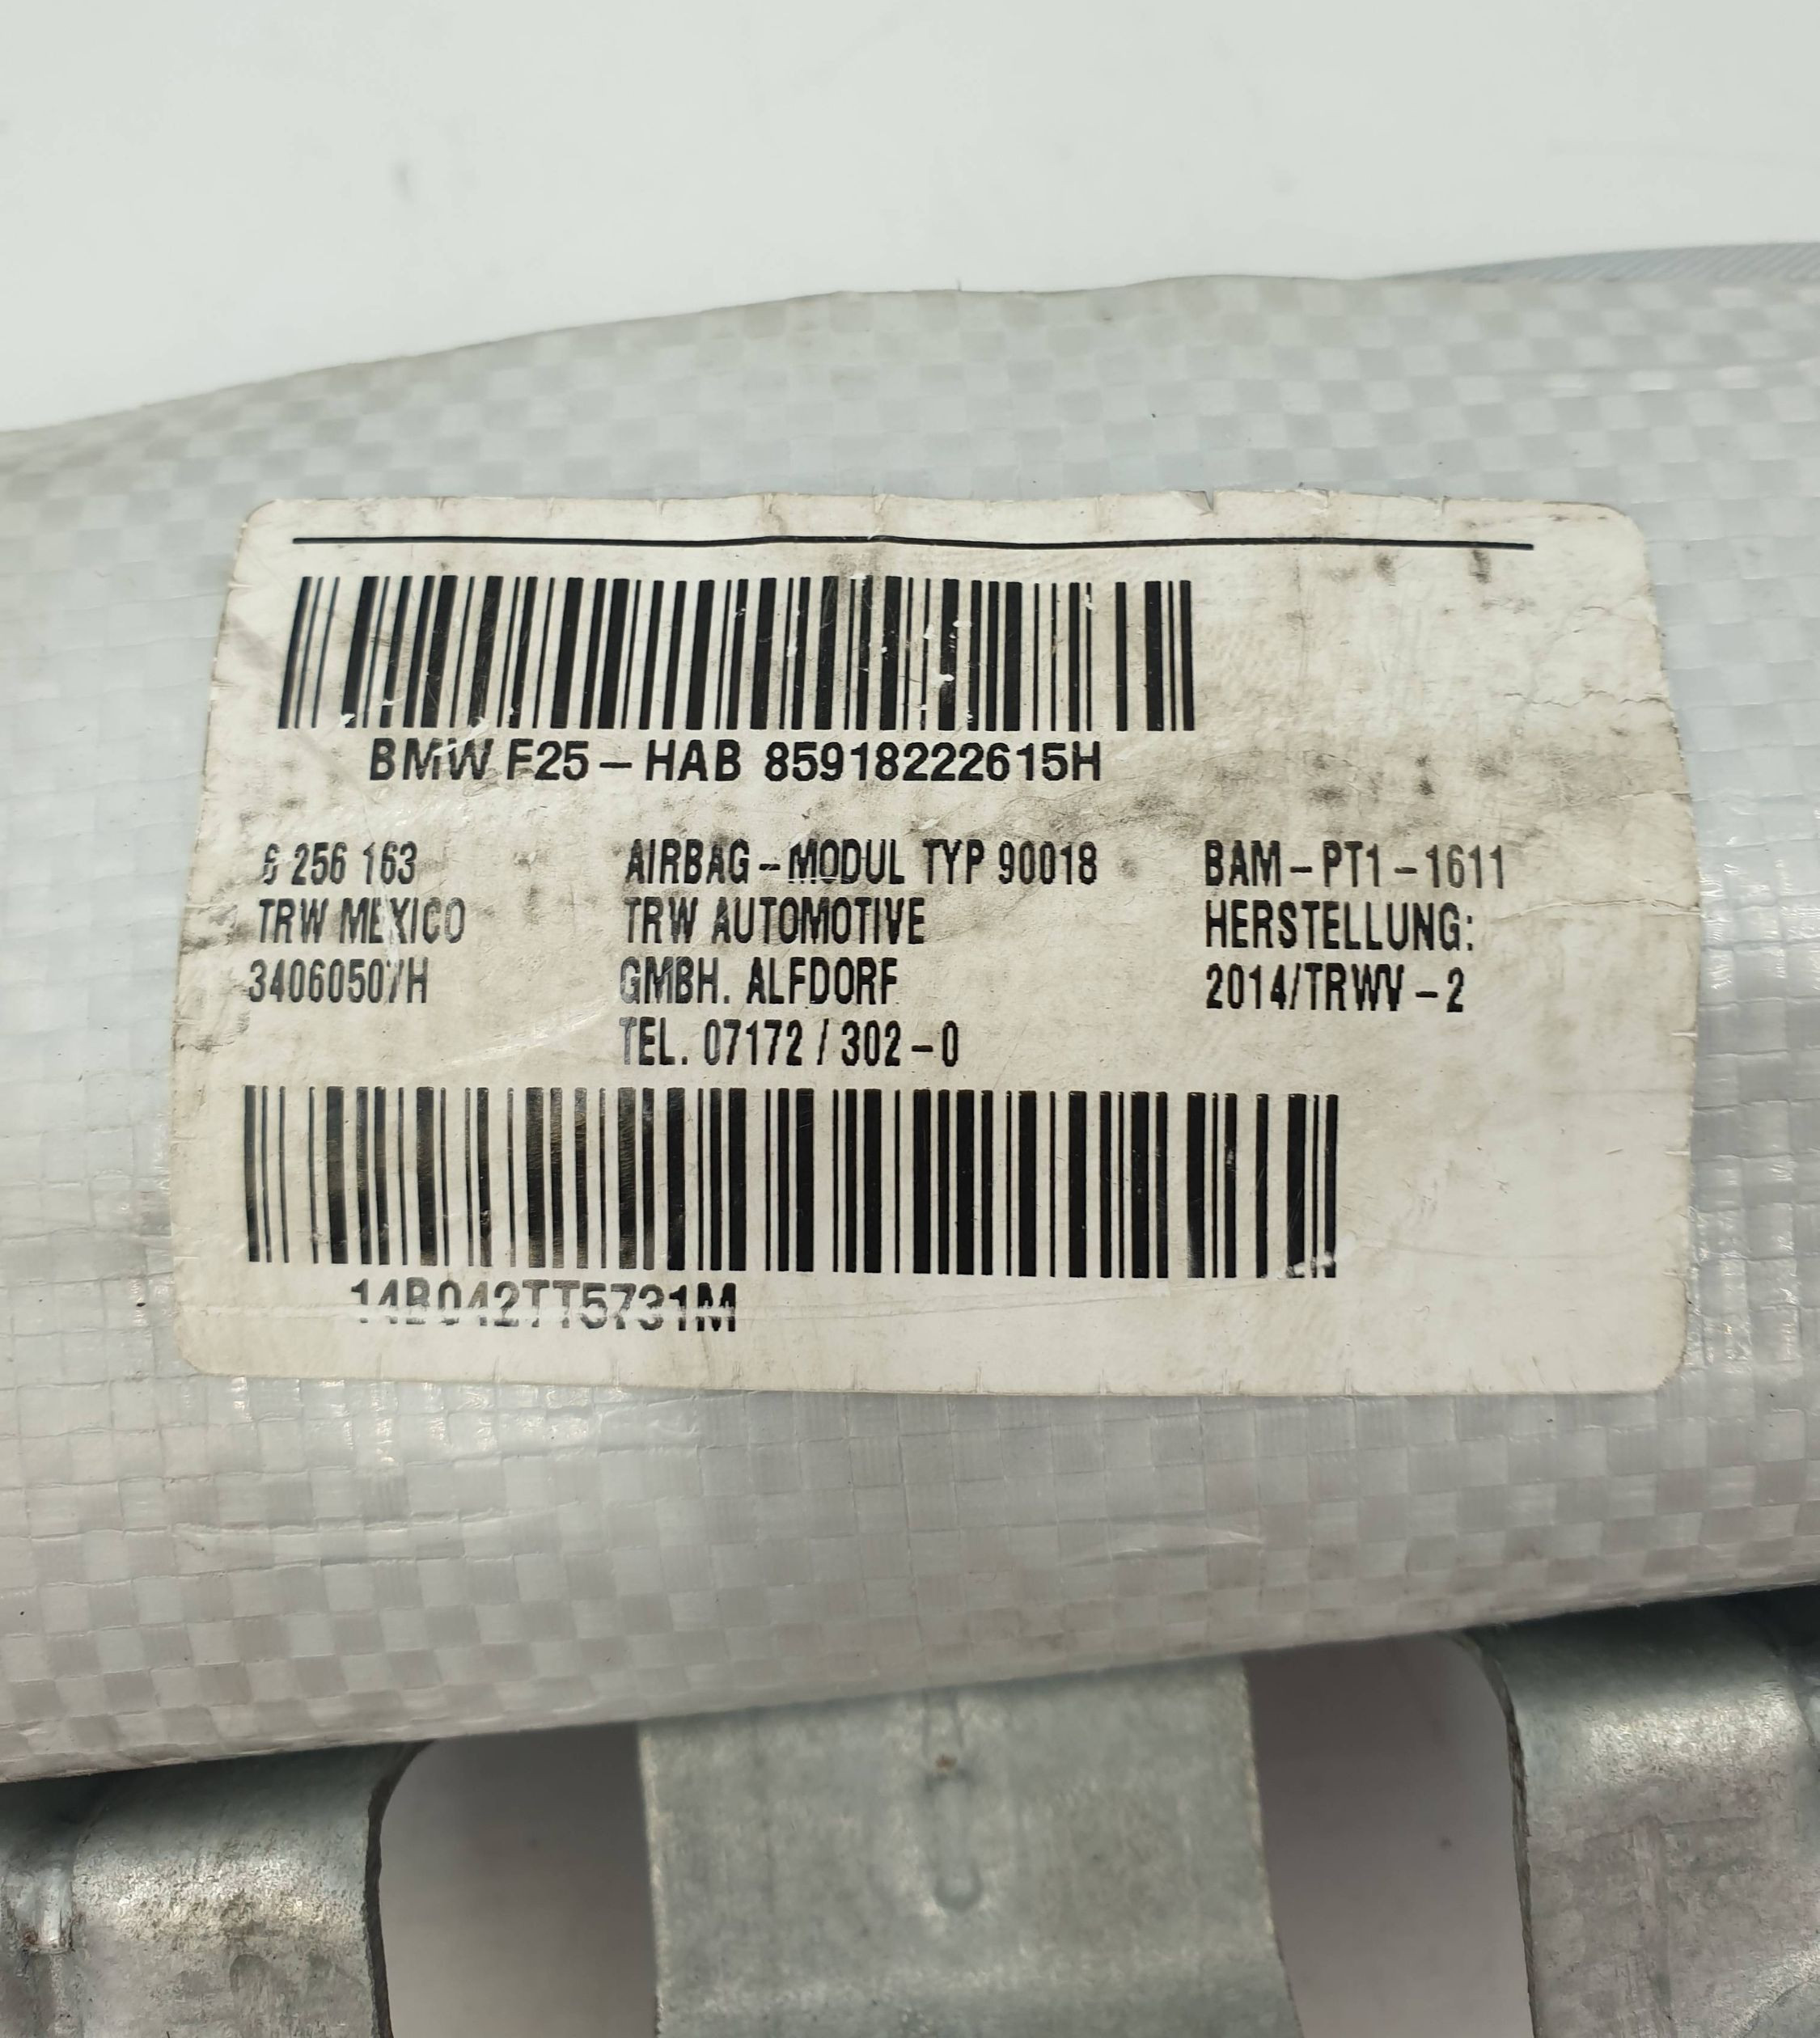 BMW F25 - HAB 85918222615H
6 256 163 AIRBAG - MODUL TYP 90018 BAM - PT1 - 1611
TRW MEXICO TRW AUTOMOTIVE HERSTELLUNG:
34060507H GMBH. ALFDORF 2014/TRWV - 2
TEL. 07172 / 302 - 0
14B042TT5731M